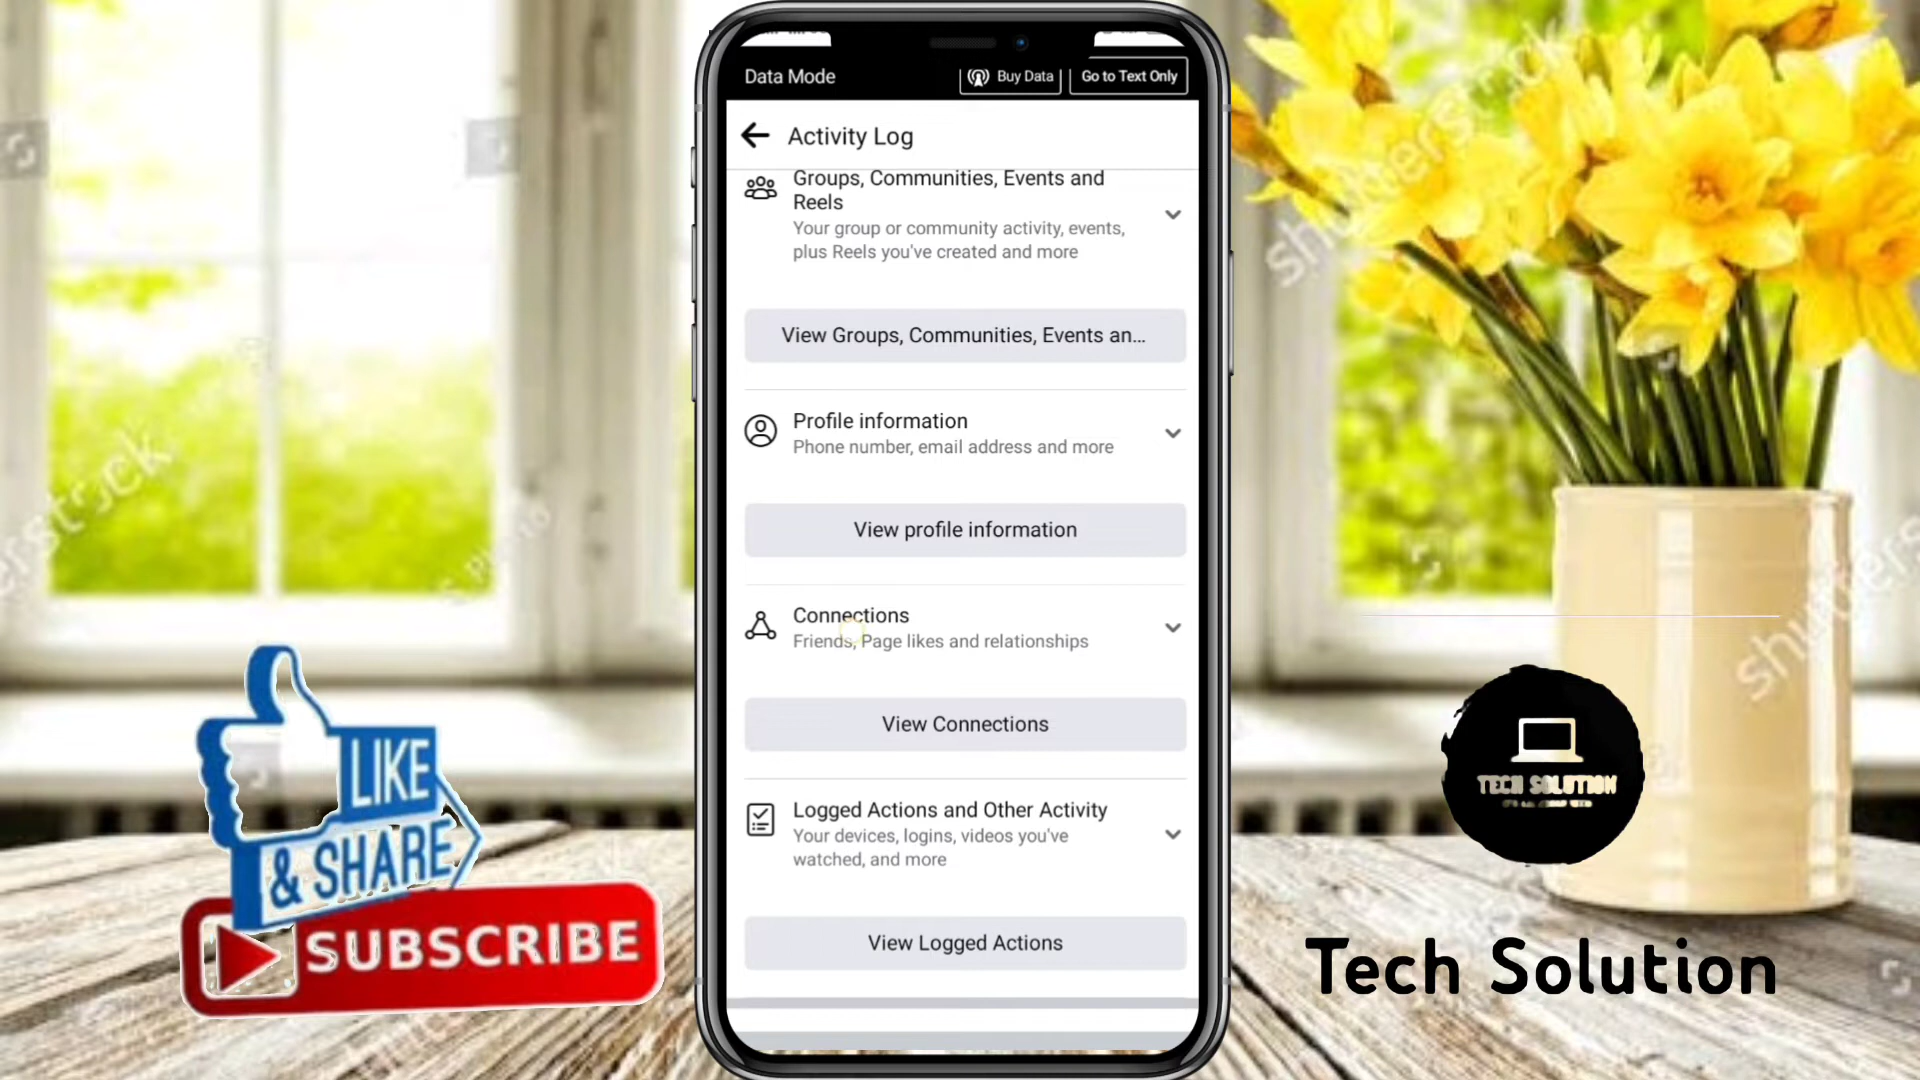 Data Mode
Buy Data
Go to Text Only
Activity Log
Groups, Communities, Events and
Reels
Your group or community activity, events,
plus Reels you've created and more
View Groups, Communities, Events an...
Profile information
Phone number, email address and more
View profile information
Connections
Friends, Page likes and relationships
View Connections
Logged Actions and Other Activity
Your devices, logins, videos you've
watched, and more
View Logged Actions
LIKE
& SHARE
SUBSCRIBE
TECH SOLUTION
Tech Solution
shutterstock